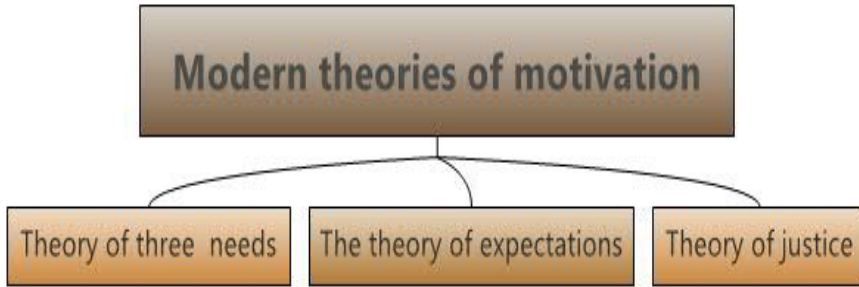 Modern theories of motivation
Theory of three needs
The theory of expectations
Theory of justice